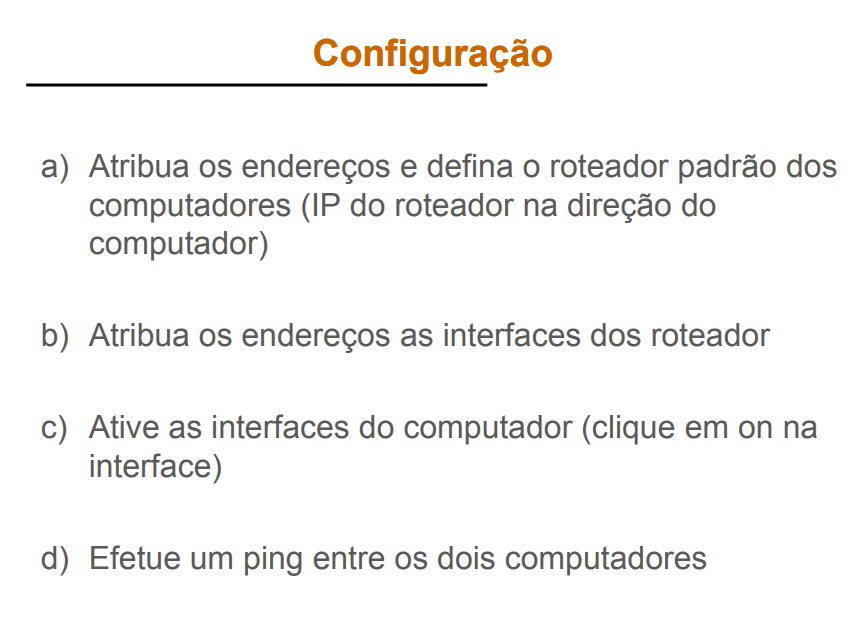 Configuração
a) Atribua os endereços e defina o roteador padrão dos
computadores (IP do roteador na direção do
computador)
b) Atribua os endereços as interfaces dos roteador
c) Ative as interfaces do computador (clique em on na
interface)
d) Efetue um ping entre os dois computadores